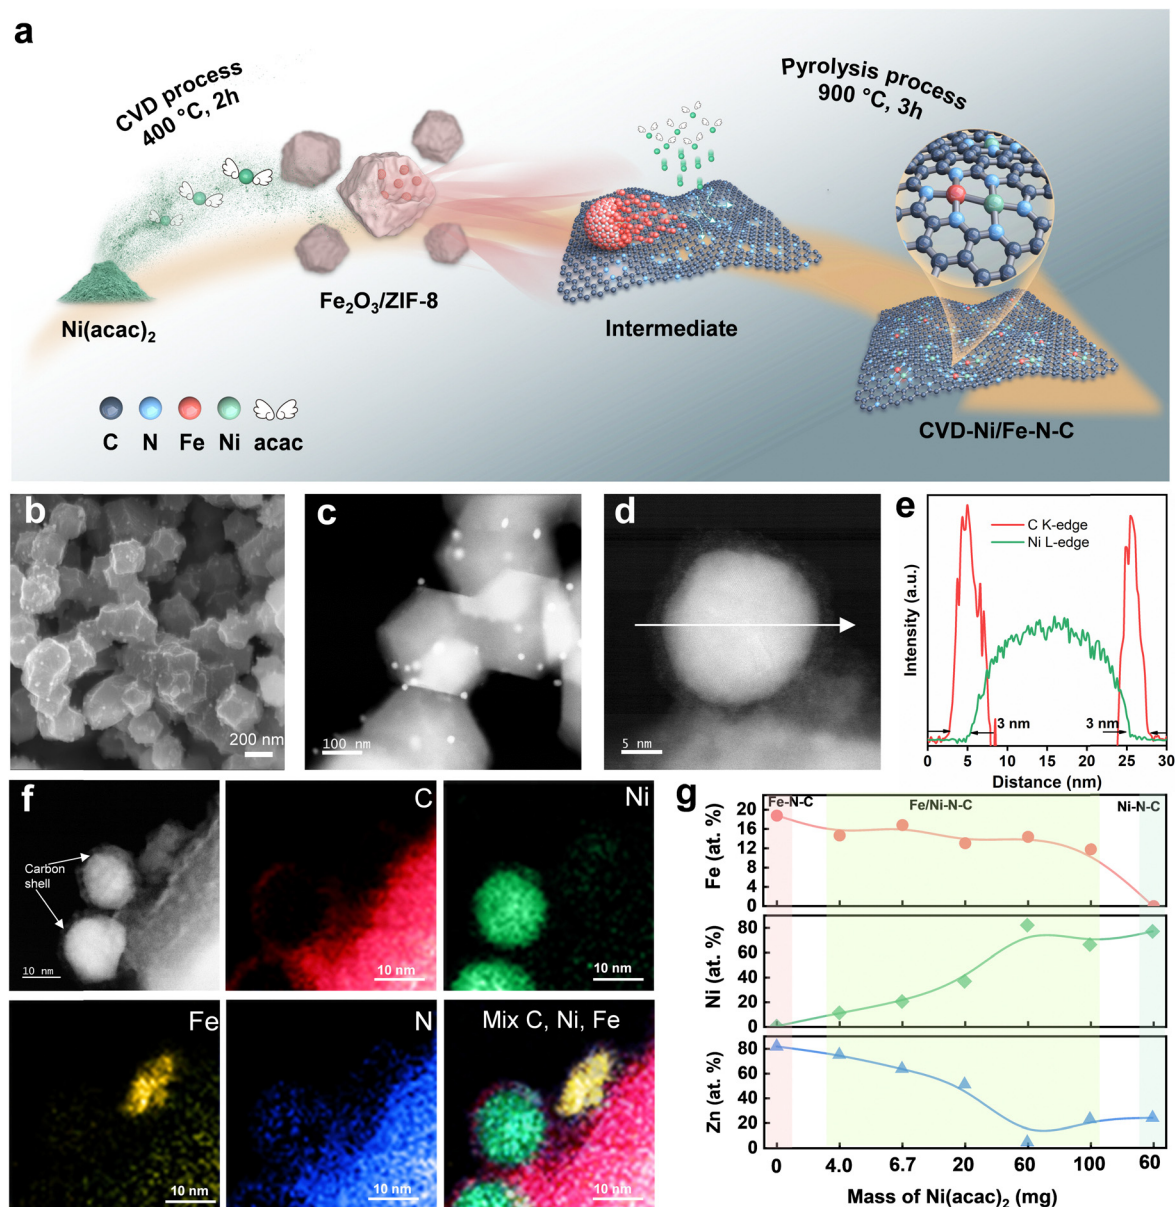 a
CVD process
400 °C, 2h
Pyrolysis process
900 °C, 3h
Ni(acac)2
Fe2O3/ZIF-8
Intermediate
CVD-Ni/Fe-N-C
C N Fe Ni acac
b
200 nm
c
100 nm
d
5 nm
e
C K-edge
Ni L-edge
Intensity (a.u.)
3 nm
3 nm
0 5 10 15 20 25 30
Distance (nm)
f
Carbon
shell
10 nm
C
10 nm
Ni
10 nm
Fe
10 nm
N
10 nm
Mix C, Ni, Fe
10 nm
g
Fe-N-C
Fe/Ni-N-C
Ni-N-C
Fe (at. %)
20
16
12
8
4
0
Ni (at. %)
80
60
40
20
0
Zn (at. %)
80
60
40
20
0
0 4.0 6.7 20 60 100 60
Mass of Ni(acac)2 (mg)